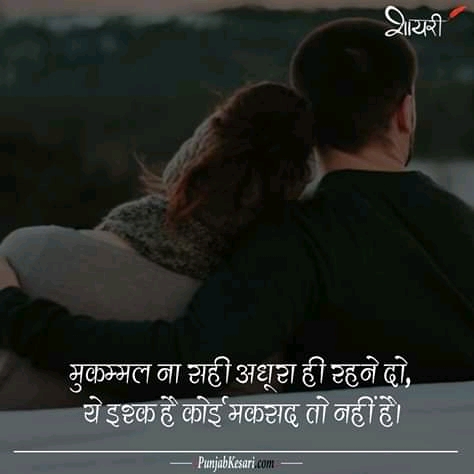 शायरी
मुकम्मल ना सही अधूरा ही रहने दो,
ये इश्क है कोई मकसद तो नहीं है।
PunjabKesari.com